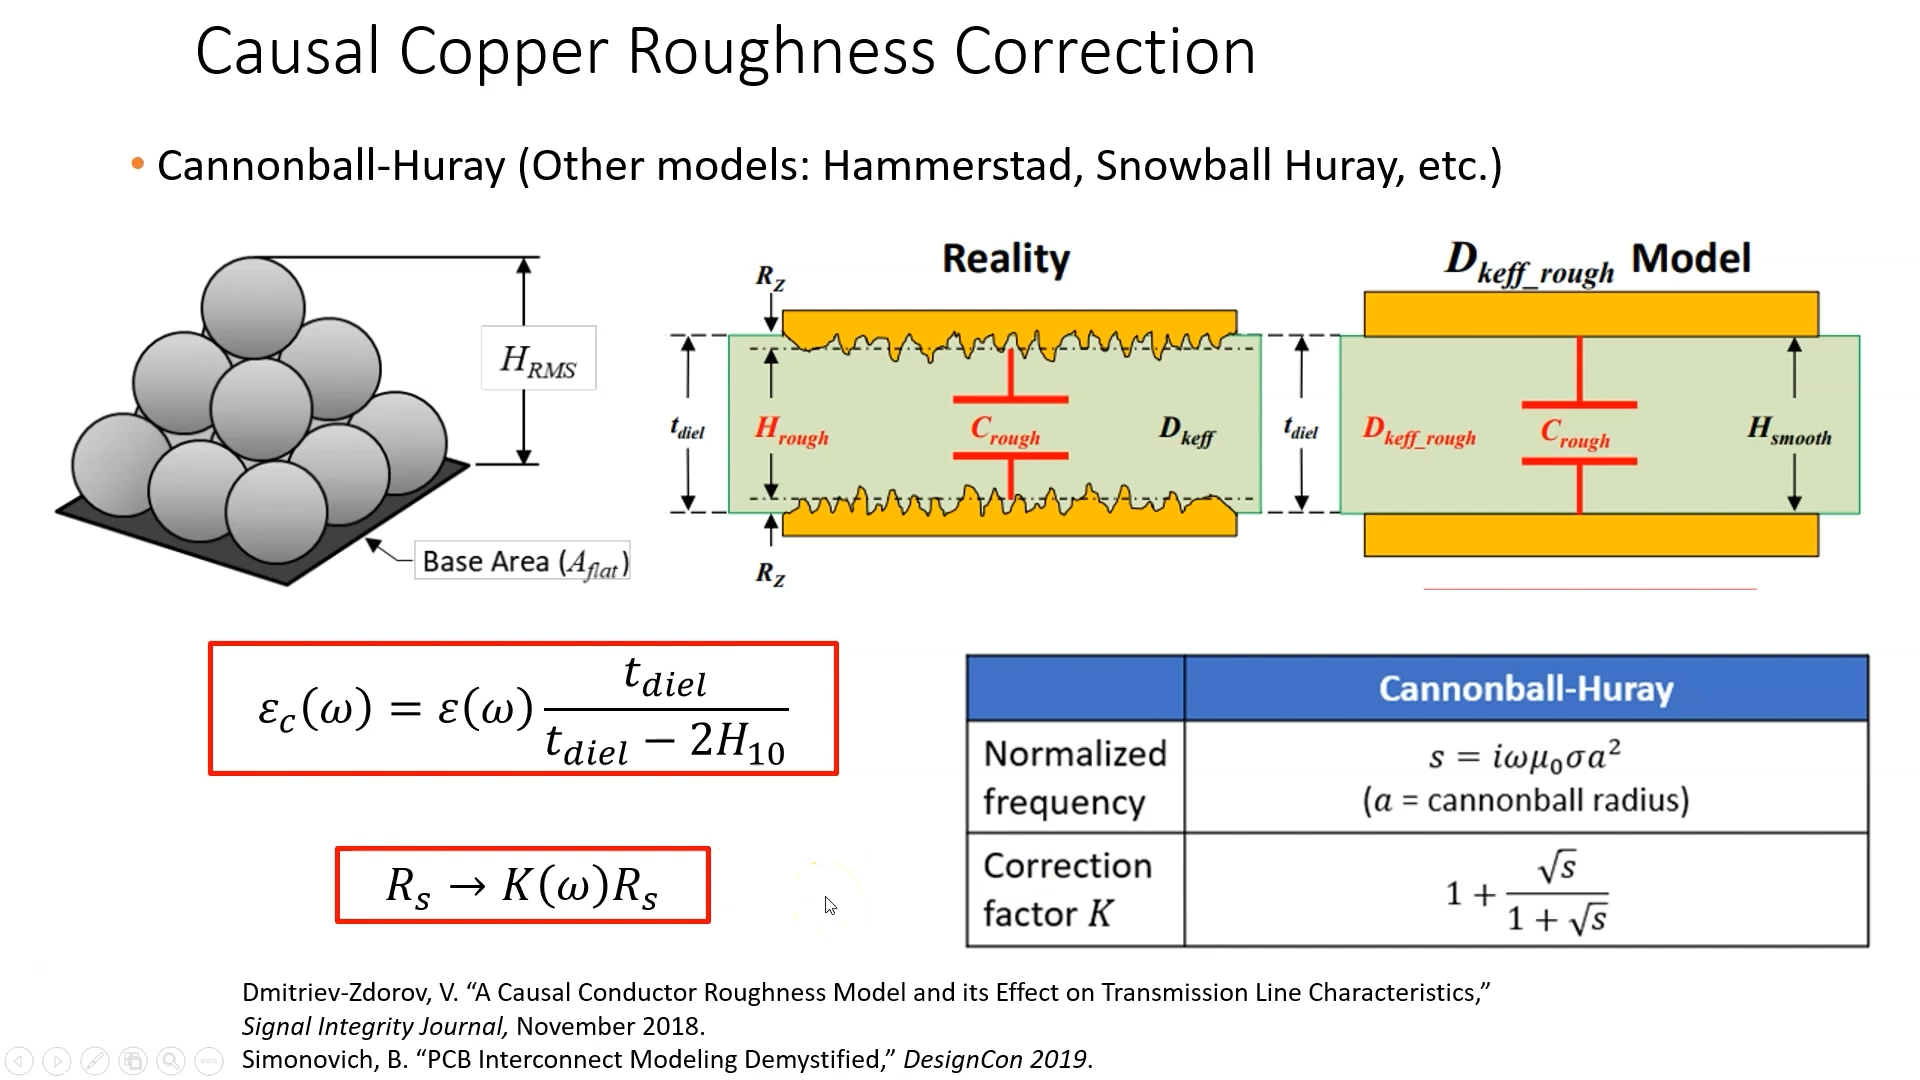 Causal Copper Roughness Correction
• Cannonball-Huray (Other models: Hammerstad, Snowball Huray, etc.)
H_RMS
Base Area (A_flat)
Reality
R_Z
t_diel
H_rough
C_rough
D_keff
R_Z
D_keff_rough Model
t_diel
D_keff_rough
C_rough
H_smooth
ε_c(ω) = ε(ω) t_diel / (t_diel − 2H_10)
R_s → K(ω)R_s
Cannonball-Huray
Normalized
frequency
s = iωμ₀σa²
(a = cannonball radius)
Correction
factor K
1 + √s / (1 + √s)
Dmitriev-Zdorov, V. “A Causal Conductor Roughness Model and its Effect on Transmission Line Characteristics,”
Signal Integrity Journal, November 2018.
Simonovich, B. “PCB Interconnect Modeling Demystified,” DesignCon 2019.